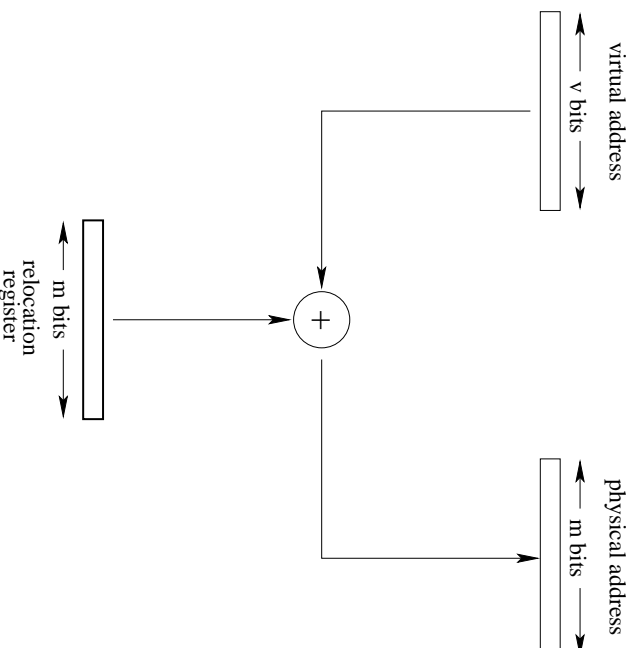 virtual address
v bits
physical address
m bits
+
m bits
relocation
register